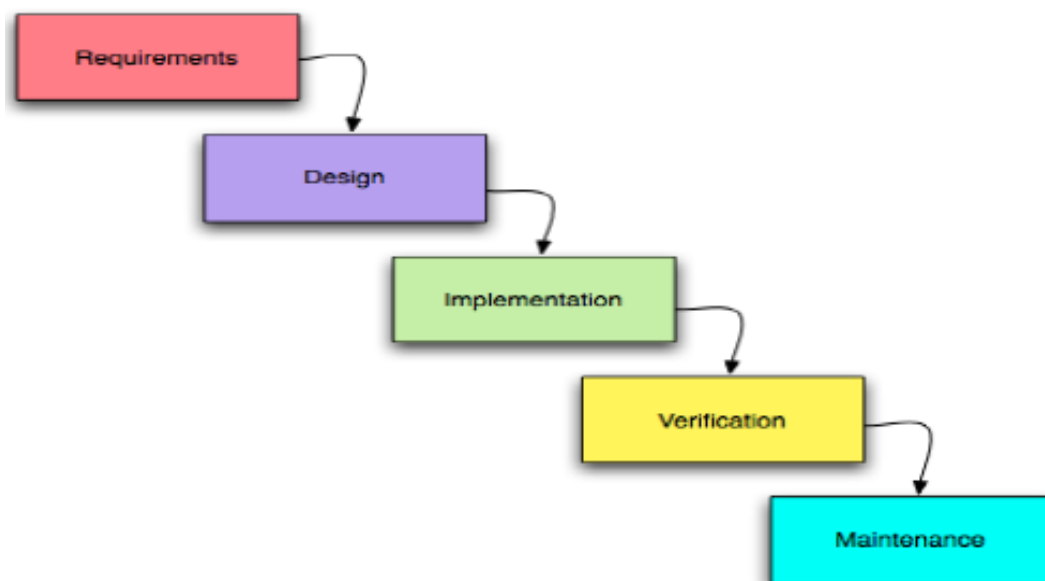 Requirements
Design
Implementation
Verification
Maintenance